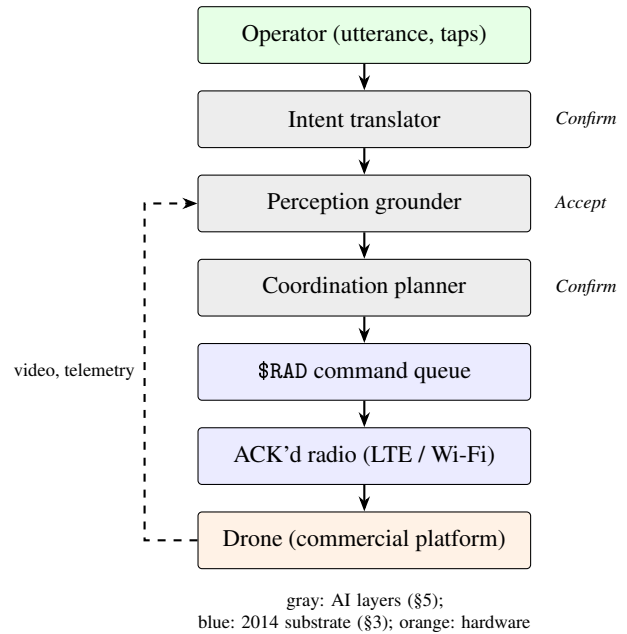 Operator (utterance, taps)
Intent translator
Confirm
Perception grounder
Accept
Coordination planner
Confirm
$RAD command queue
video, telemetry
ACK'd radio (LTE / Wi-Fi)
Drone (commercial platform)
gray: AI layers (§5);
blue: 2014 substrate (§3); orange: hardware